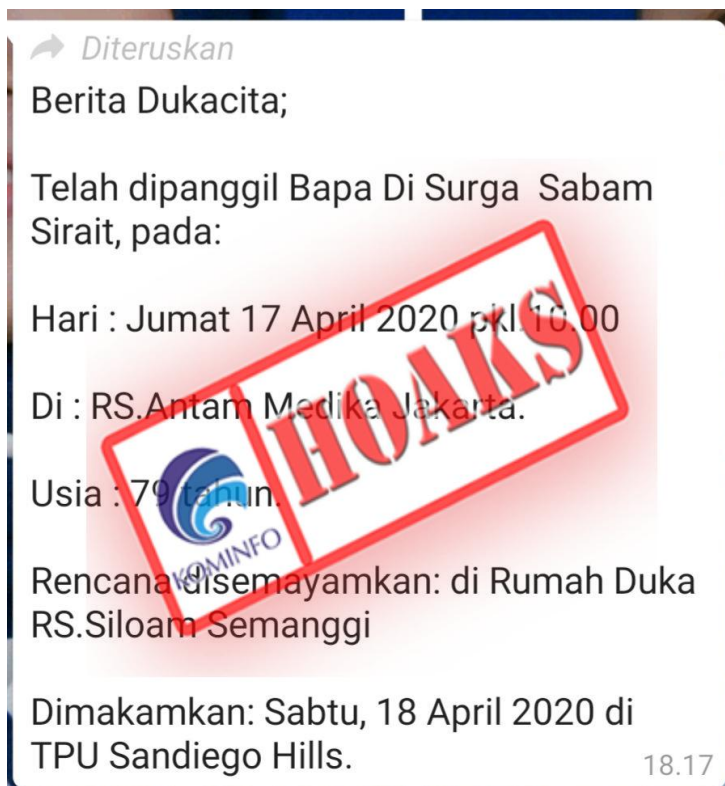 Diteruskan
Berita Dukacita;
Telah dipanggil Bapa Di Surga Sabam
Sirait, pada:
Hari : Jumat 17 April 2020 pkl.10.00
Di : RS.Antam Medika Jakarta.
Usia : 79 tahun.
Rencana disemayamkan: di Rumah Duka
RS.Siloam Semanggi
Dimakamkan: Sabtu, 18 April 2020 di
TPU Sandiego Hills.
18.17
HOAKS
KOMINFO